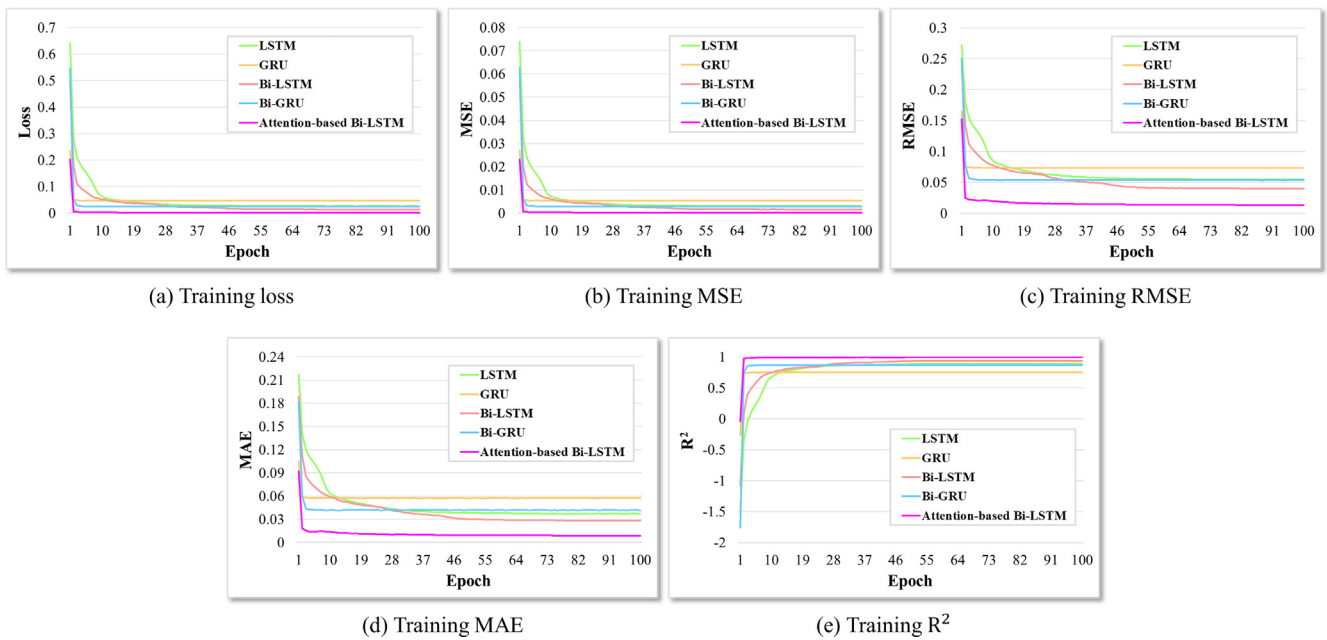 0.7
0.6
0.5
0.4
0.3
0.2
0.1
0
Loss
LSTM
GRU
Bi-LSTM
Bi-GRU
Attention-based Bi-LSTM
1 10 19 28 37 46 55 64 73 82 91 100
Epoch
(a) Training loss
0.08
0.07
0.06
0.05
0.04
0.03
0.02
0.01
0
MSE
LSTM
GRU
Bi-LSTM
Bi-GRU
Attention-based Bi-LSTM
1 10 19 28 37 46 55 64 73 82 91 100
Epoch
(b) Training MSE
0.3
0.25
0.2
0.15
0.1
0.05
0
RMSE
LSTM
GRU
Bi-LSTM
Bi-GRU
Attention-based Bi-LSTM
1 10 19 28 37 46 55 64 73 82 91 100
Epoch
(c) Training RMSE
0.24
0.21
0.18
0.15
0.12
0.09
0.06
0.03
0
MAE
LSTM
GRU
Bi-LSTM
Bi-GRU
Attention-based Bi-LSTM
1 10 19 28 37 46 55 64 73 82 91 100
Epoch
(d) Training MAE
1
0.5
0
-0.5
-1
-1.5
-2
R²
LSTM
GRU
Bi-LSTM
Bi-GRU
Attention-based Bi-LSTM
1 10 19 28 37 46 55 64 73 82 91 100
Epoch
(e) Training R²